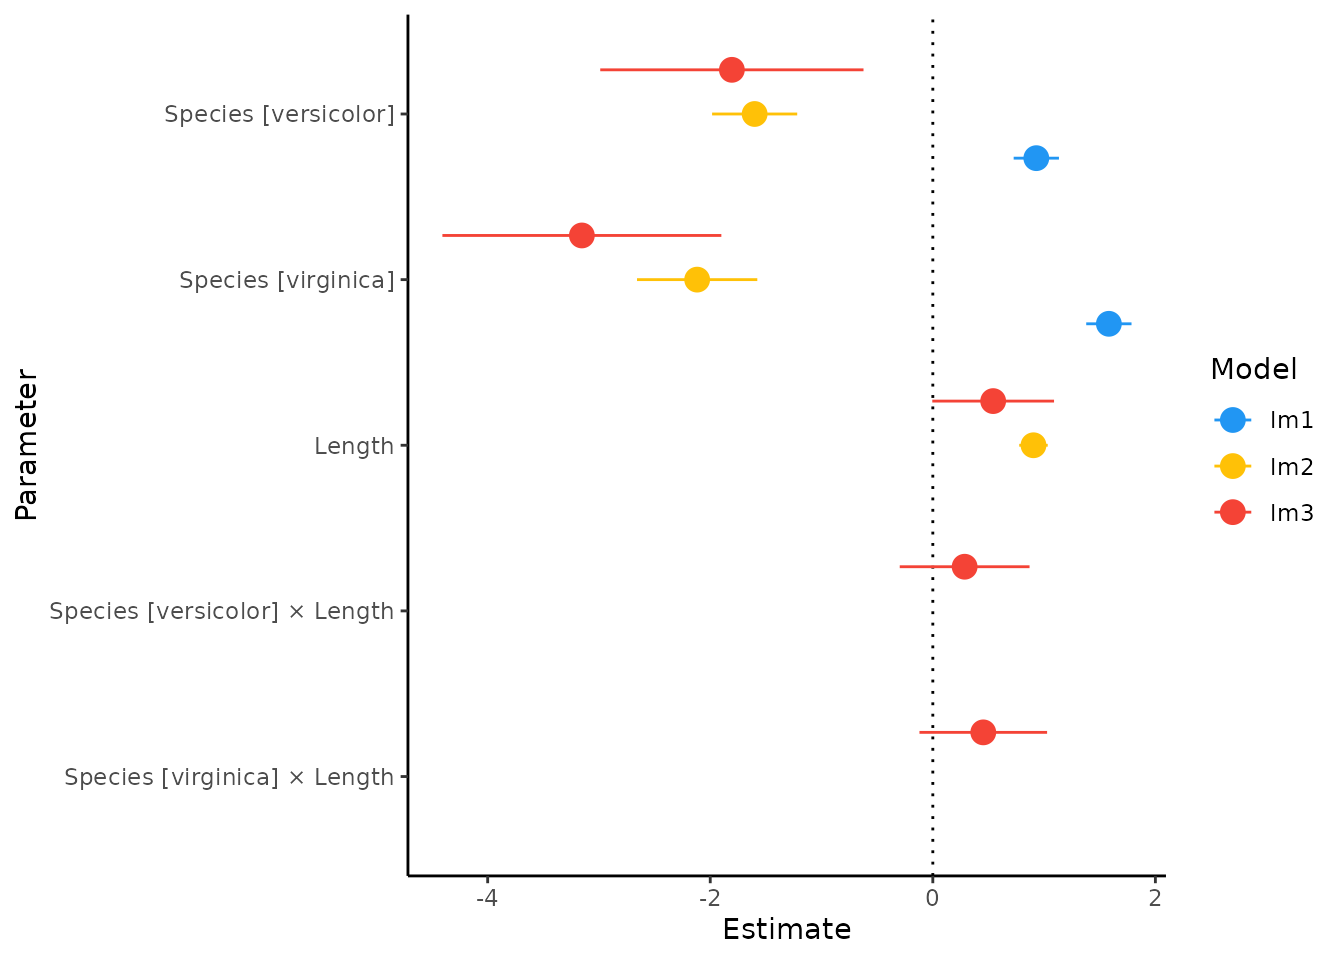 Parameter
Species [versicolor]
Species [virginica]
Length
Species [versicolor] × Length
Species [virginica] × Length
-4 -2 0 2
Estimate
Model
lm1
lm2
lm3